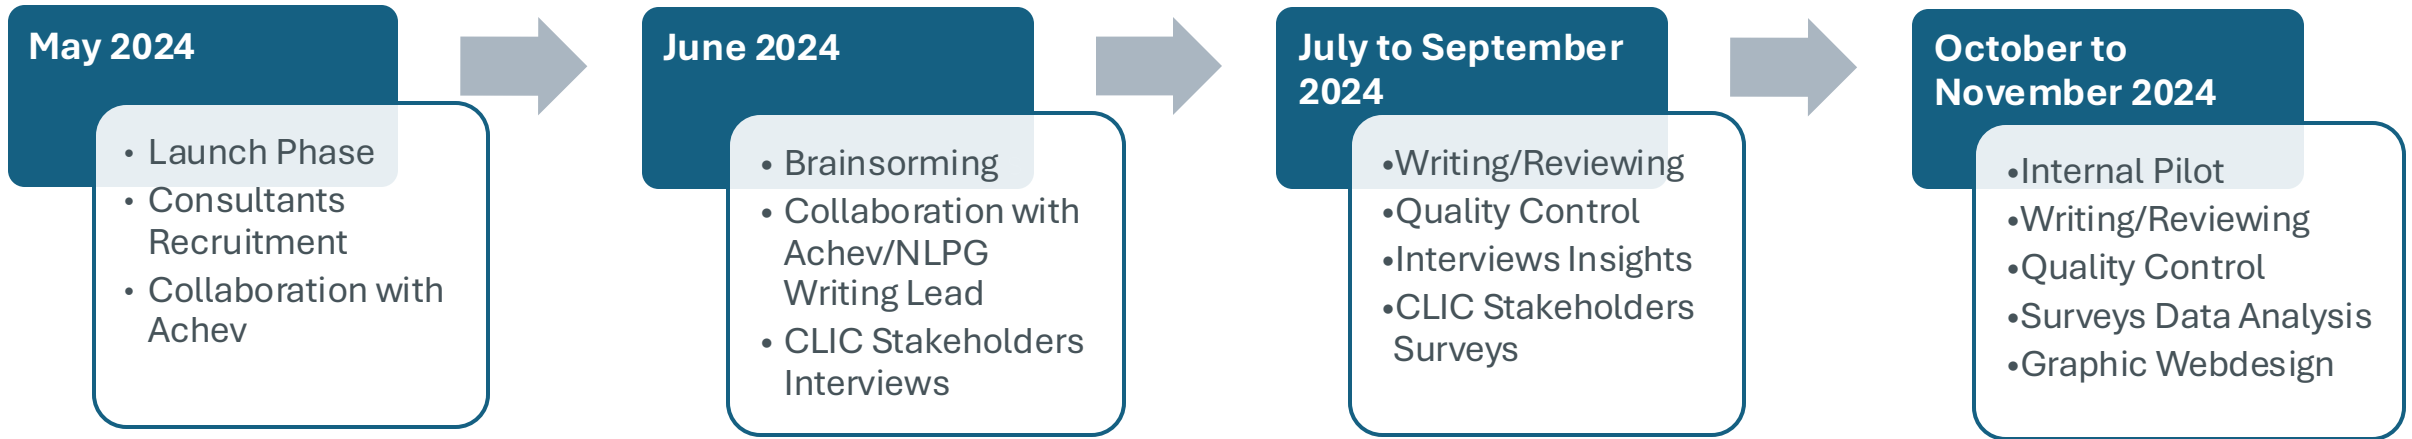 May 2024
• Launch Phase
• Consultants
Recruitment
• Collaboration with
Achev
June 2024
• Brainsorming
• Collaboration with
Achev/NLPG
Writing Lead
• CLIC Stakeholders
Interviews
July to September
2024
•Writing/Reviewing
•Quality Control
•Interviews Insights
•CLIC Stakeholders
Surveys
October to
November 2024
•Internal Pilot
•Writing/Reviewing
•Quality Control
•Surveys Data Analysis
•Graphic Webdesign